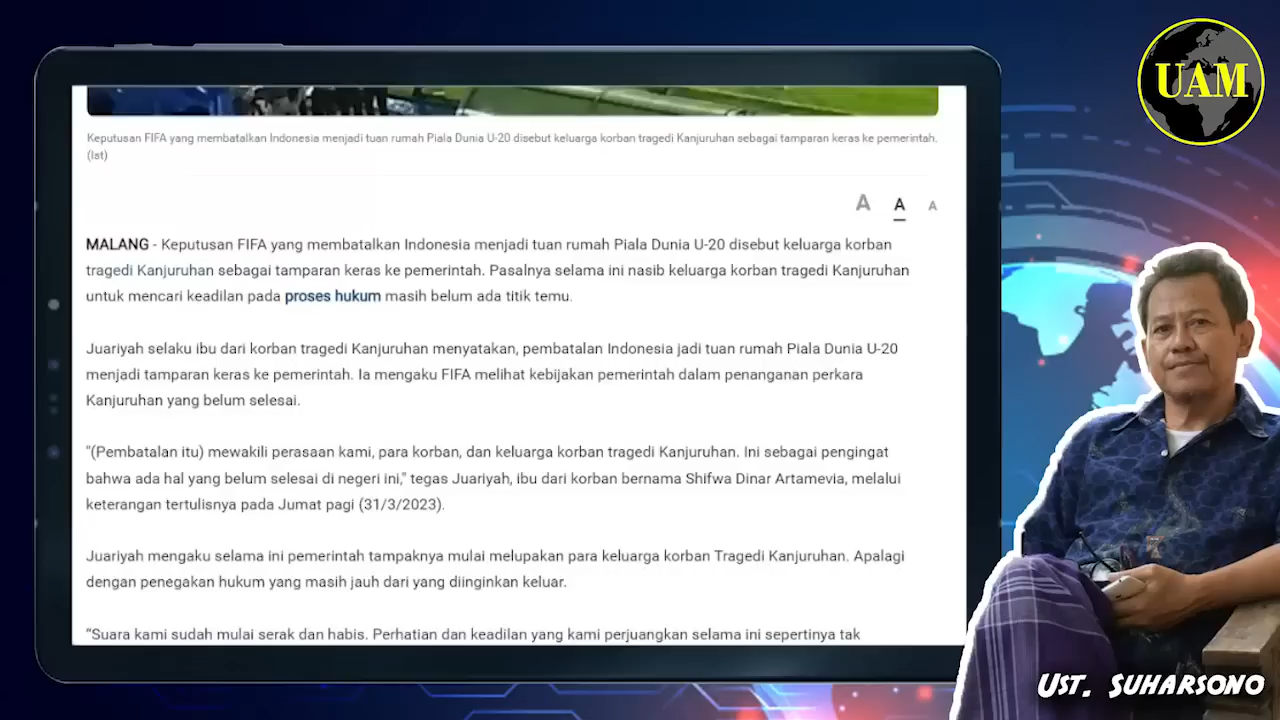 UAM
Keputusan FIFA yang membatalkan Indonesia menjadi tuan rumah Piala Dunia U-20 disebut keluarga korban tragedi Kanjuruhan sebagai tamparan keras ke pemerintah.
(Ist)
A A A
MALANG - Keputusan FIFA yang membatalkan Indonesia menjadi tuan rumah Piala Dunia U-20 disebut keluarga korban
tragedi Kanjuruhan sebagai tamparan keras ke pemerintah. Pasalnya selama ini nasib keluarga korban tragedi Kanjuruhan
untuk mencari keadilan pada proses hukum masih belum ada titik temu.
Juariyah selaku ibu dari korban tragedi Kanjuruhan menyatakan, pembatalan Indonesia jadi tuan rumah Piala Dunia U-20
menjadi tamparan keras ke pemerintah. Ia mengaku FIFA melihat kebijakan pemerintah dalam penanganan perkara
Kanjuruhan yang belum selesai.
"(Pembatalan itu) mewakili perasaan kami, para korban, dan keluarga korban tragedi Kanjuruhan. Ini sebagai pengingat
bahwa ada hal yang belum selesai di negeri ini," tegas Juariyah, ibu dari korban bernama Shifwa Dinar Artamevia, melalui
keterangan tertulisnya pada Jumat pagi (31/3/2023).
Juariyah mengaku selama ini pemerintah tampaknya mulai melupakan para keluarga korban Tragedi Kanjuruhan. Apalagi
dengan penegakan hukum yang masih jauh dari yang diinginkan keluar.
"Suara kami sudah mulai serak dan habis. Perhatian dan keadilan yang kami perjuangkan selama ini sepertinya tak
Ust. Suharsono